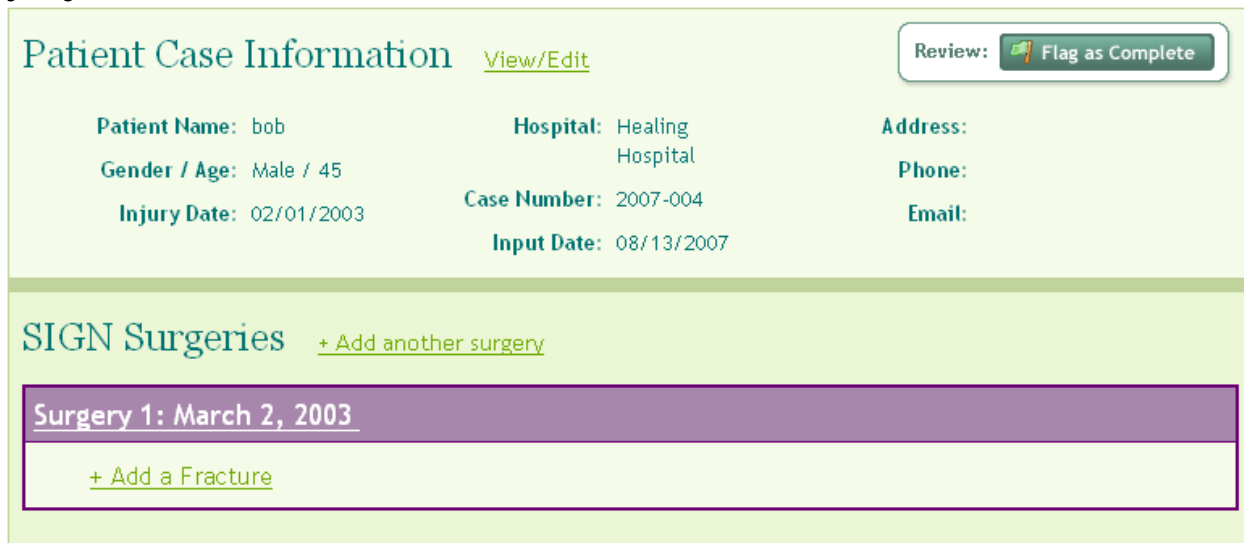 Patient Case Information View/Edit
Review: Flag as Complete
Patient Name: bob
Gender / Age: Male / 45
Injury Date: 02/01/2003
Hospital: Healing
Hospital
Case Number: 2007-004
Input Date: 08/13/2007
Address:
Phone:
Email:
SIGN Surgeries + Add another surgery
Surgery 1: March 2, 2003
+ Add a Fracture